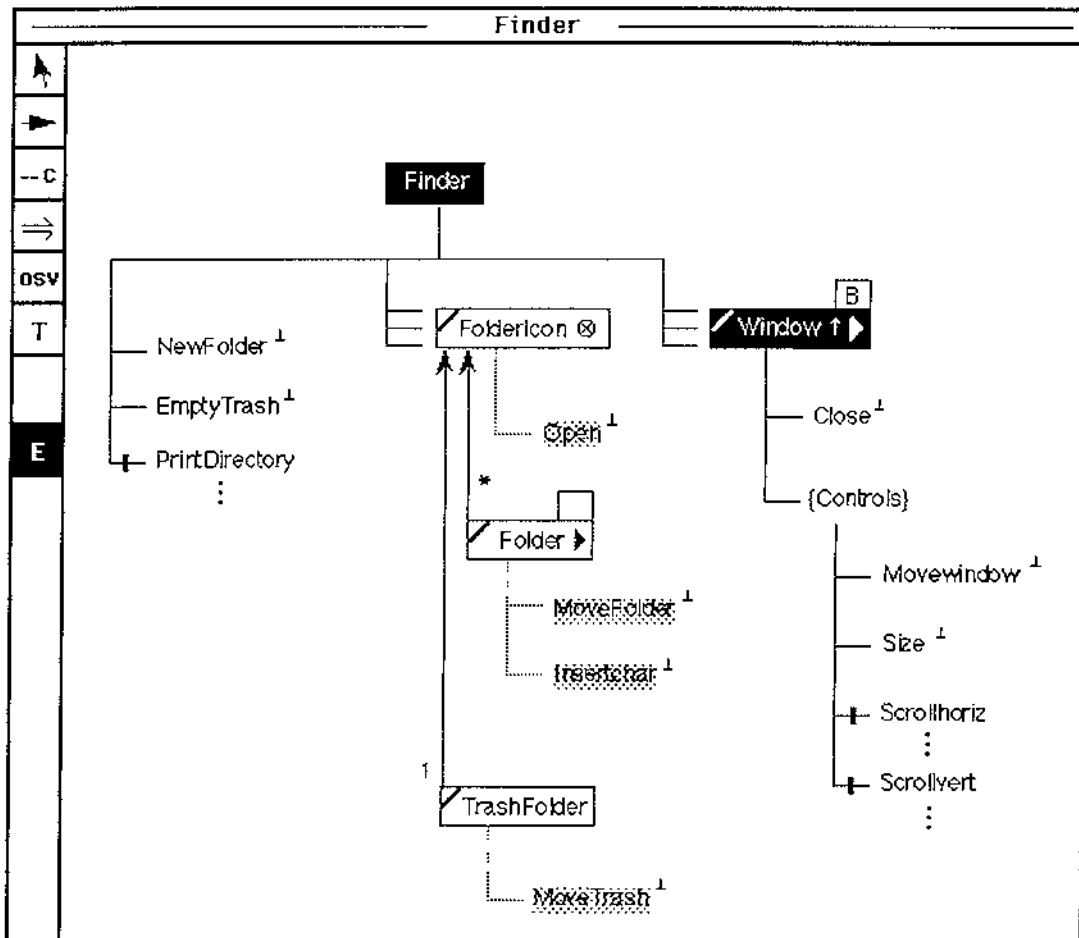 Finder
--C
OSV
T
E
Finder
B
FolderIcon ⊗
Window ↑
NewFolder ⊥
EmptyTrash ⊥
PrintDirectory
⋮
Open ⊥
Close ⊥
*
{Controls}
Folder
MoveFolder ⊥
Insertchar ⊥
Movewindow ⊥
Size ⊥
Scrollhoriz
⋮
Scrollvert
⋮
1
TrashFolder
MoveTrash ⊥